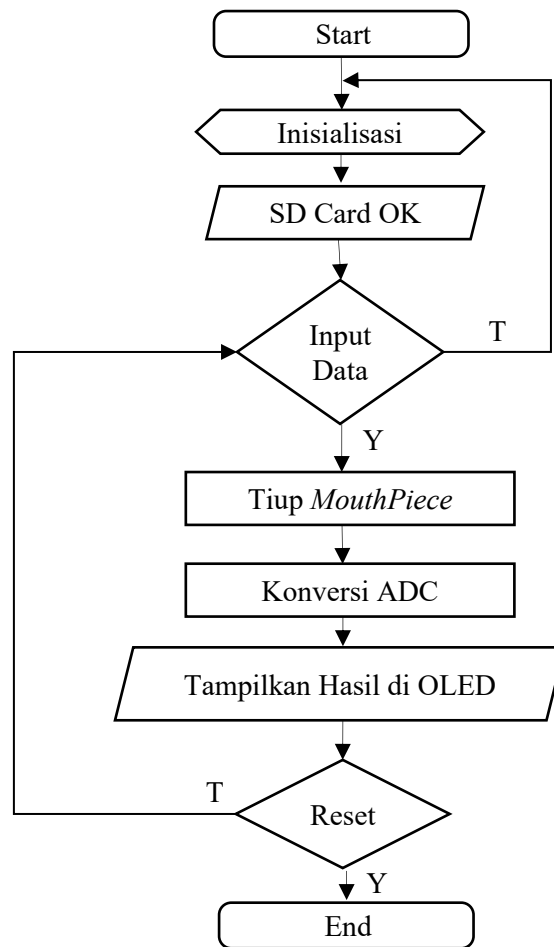 Start
Inisialisasi
SD Card OK
Input
Data
T
Y
Tiup MouthPiece
Konversi ADC
Tampilkan Hasil di OLED
T
Reset
Y
End